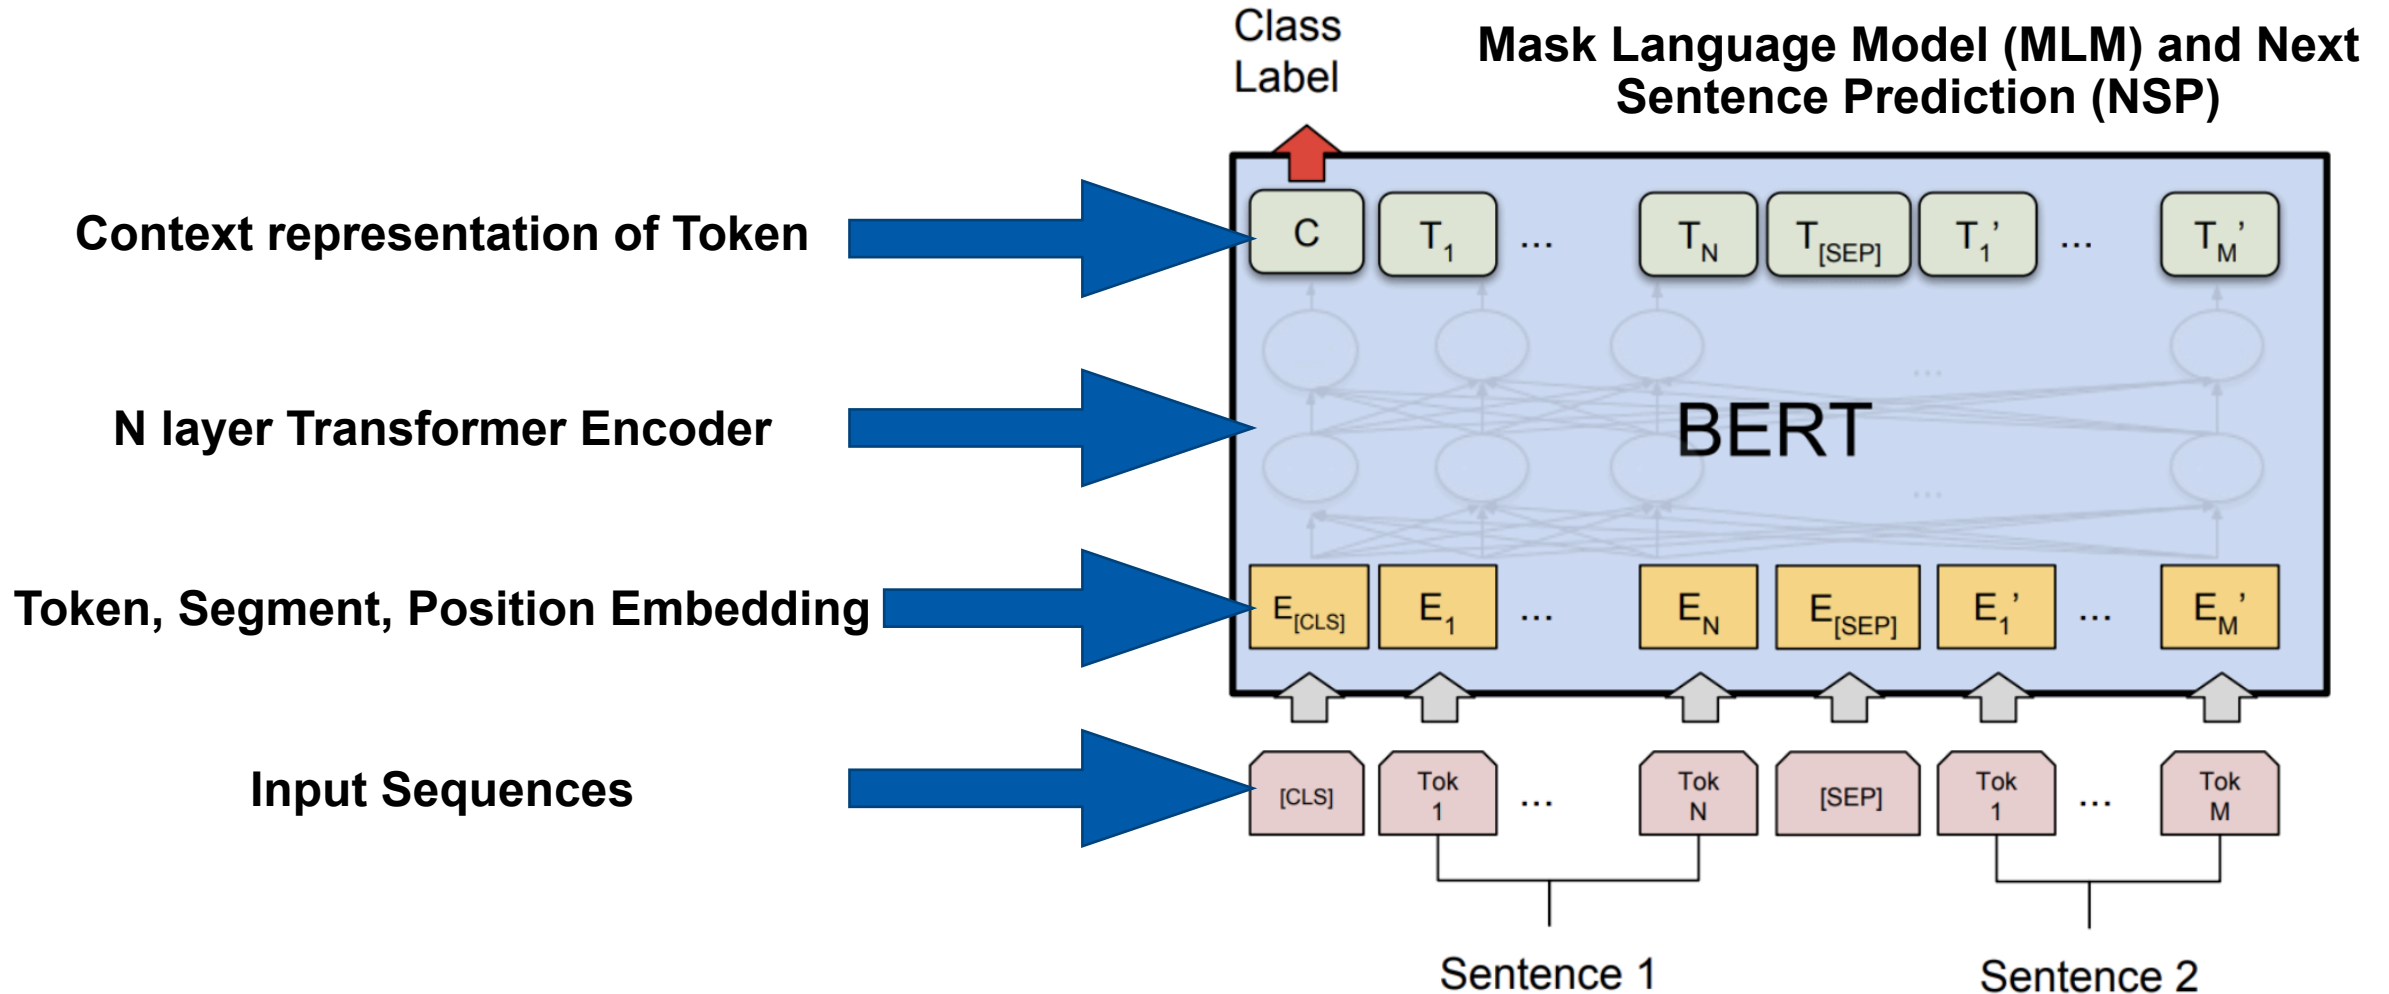 Class
Label
Mask Language Model (MLM) and Next
Sentence Prediction (NSP)
Context representation of Token
C T1 ... TN T[SEP] T1' ... TM'
...
N layer Transformer Encoder
BERT
...
Token, Segment, Position Embedding
E[CLS] E1 ... EN E[SEP] E1' ... EM'
Input Sequences
[CLS] Tok 1 ... Tok N [SEP] Tok 1 ... Tok M
Sentence 1 Sentence 2